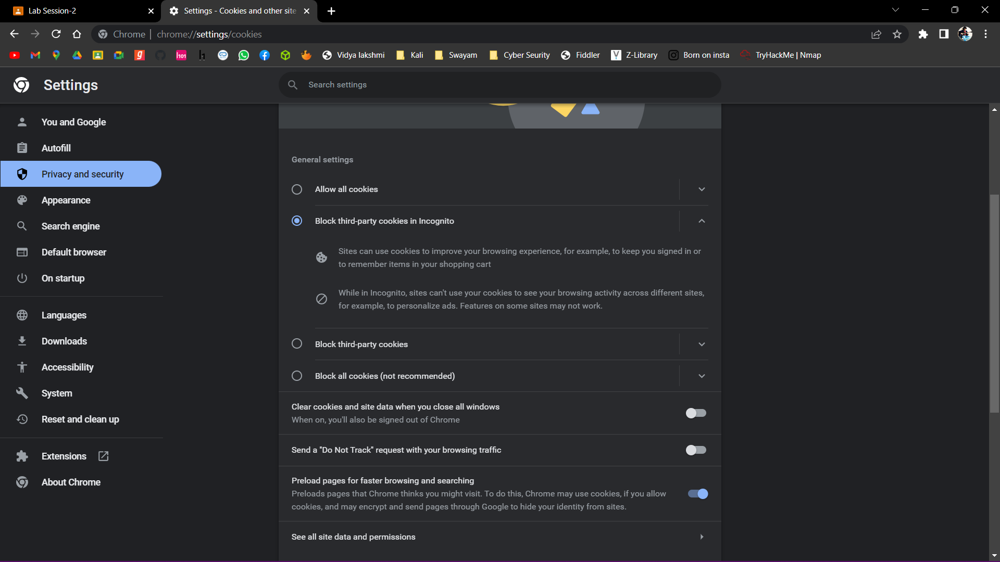 Lab Session-2
Settings - Cookies and other site
Chrome | chrome://settings/cookies
g h101 h Vidya lakshmi Kali Swayam Cyber Seurity Fiddler Z-Library Born on insta TryHackMe | Nmap
Settings
Search settings
You and Google
Autofill
Privacy and security
Appearance
Search engine
Default browser
On startup
Languages
Downloads
Accessibility
System
Reset and clean up
Extensions
About Chrome
General settings
Allow all cookies
Block third-party cookies in Incognito
Sites can use cookies to improve your browsing experience, for example, to keep you signed in or
to remember items in your shopping cart
While in Incognito, sites can't use your cookies to see your browsing activity across different sites,
for example, to personalize ads. Features on some sites may not work.
Block third-party cookies
Block all cookies (not recommended)
Clear cookies and site data when you close all windows
When on, you'll also be signed out of Chrome
Send a "Do Not Track" request with your browsing traffic
Preload pages for faster browsing and searching
Preloads pages that Chrome thinks you might visit. To do this, Chrome may use cookies, if you allow
cookies, and may encrypt and send pages through Google to hide your identity from sites.
See all site data and permissions